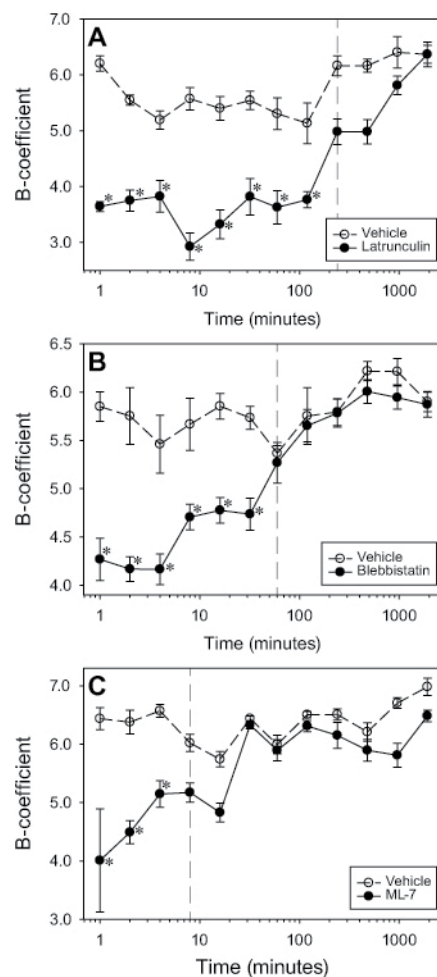 A
7.0
6.0
5.0
4.0
3.0
B-coefficient
* * * * * * * *
Vehicle
Latrunculin
1 10 100 1000
Time (minutes)
B
6.5
6.0
5.5
5.0
4.5
4.0
B-coefficient
* * * * * *
Vehicle
Blebbistatin
1 10 100 1000
Time (minutes)
C
7.0
6.0
5.0
4.0
3.0
B-coefficient
* * *
Vehicle
ML-7
1 10 100 1000
Time (minutes)